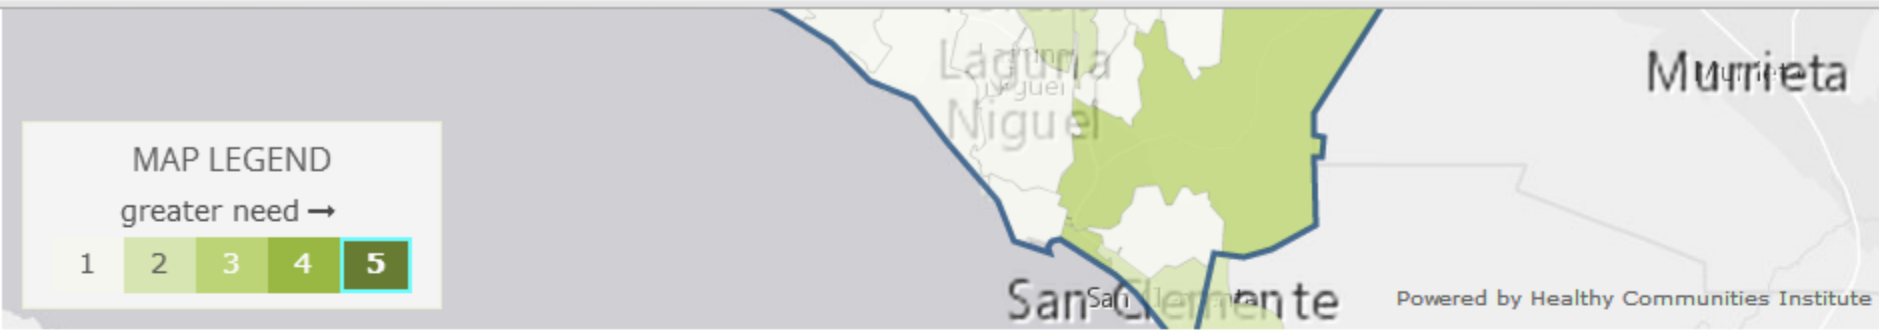 Laguna
Niguel
Murrieta
MAP LEGEND
greater need →
1 2 3 4 5
San Clemente
San
Powered by Healthy Communities Institute